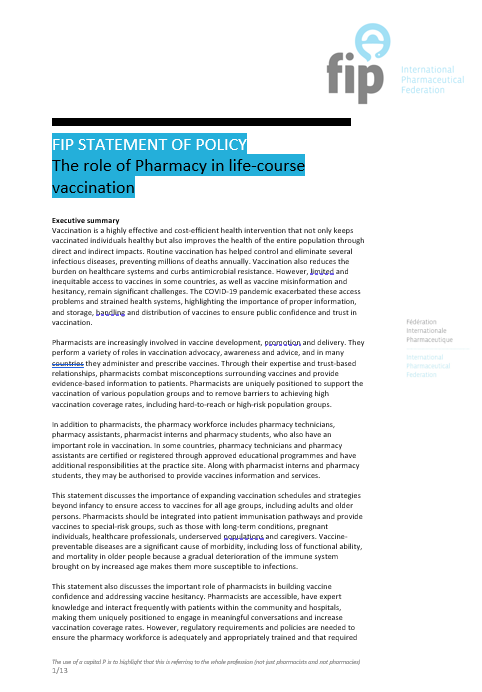 fip
International
Pharmaceutical
Federation
FIP STATEMENT OF POLICY
The role of Pharmacy in life-course
vaccination
Executive summary
Vaccination is a highly effective and cost-efficient health intervention that not only keeps
vaccinated individuals healthy but also improves the health of the entire population through
direct and indirect impacts. Routine vaccination has helped control and eliminate several
infectious diseases, preventing millions of deaths annually. Vaccination also reduces the
burden on healthcare systems and curbs antimicrobial resistance. However, limited and
inequitable access to vaccines in some countries, as well as vaccine misinformation and
hesitancy, remain significant challenges. The COVID-19 pandemic exacerbated these access
problems and strained health systems, highlighting the importance of proper information,
and storage, handling and distribution of vaccines to ensure public confidence and trust in
vaccination.
Fédération
Internationale
Pharmaceutique
International
Pharmaceutical
Federation
Pharmacists are increasingly involved in vaccine development, promotion and delivery. They
perform a variety of roles in vaccination advocacy, awareness and advice, and in many
countries they administer and prescribe vaccines. Through their expertise and trust-based
relationships, pharmacists combat misconceptions surrounding vaccines and provide
evidence-based information to patients. Pharmacists are uniquely positioned to support the
vaccination of various population groups and to remove barriers to achieving high
vaccination coverage rates, including hard-to-reach or high-risk population groups.
In addition to pharmacists, the pharmacy workforce includes pharmacy technicians,
pharmacy assistants, pharmacist interns and pharmacy students, who also have an
important role in vaccination. In some countries, pharmacy technicians and pharmacy
assistants are certified or registered through approved educational programmes and have
additional responsibilities at the practice site. Along with pharmacist interns and pharmacy
students, they may be authorised to provide vaccines information and services.
This statement discusses the importance of expanding vaccination schedules and strategies
beyond infancy to ensure access to vaccines for all age groups, including adults and older
persons. Pharmacists should be integrated into patient immunisation pathways and provide
vaccines to special-risk groups, such as those with long-term conditions, pregnant
individuals, healthcare professionals, underserved populations and caregivers. Vaccine-
preventable diseases are a significant cause of morbidity, including loss of functional ability,
and mortality in older people because a gradual deterioration of the immune system
brought on by increased age makes them more susceptible to infections.
This statement also discusses the important role of pharmacists in building vaccine
confidence and addressing vaccine hesitancy. Pharmacists are accessible, have expert
knowledge and interact frequently with patients within the community and hospitals,
making them uniquely positioned to engage in meaningful conversations and increase
vaccination coverage rates. However, regulatory requirements and policies are needed to
ensure the pharmacy workforce is adequately and appropriately trained and that required
The use of a capital P is to highlight that this is referring to the whole profession (not just pharmacists and not pharmacies)
1/13